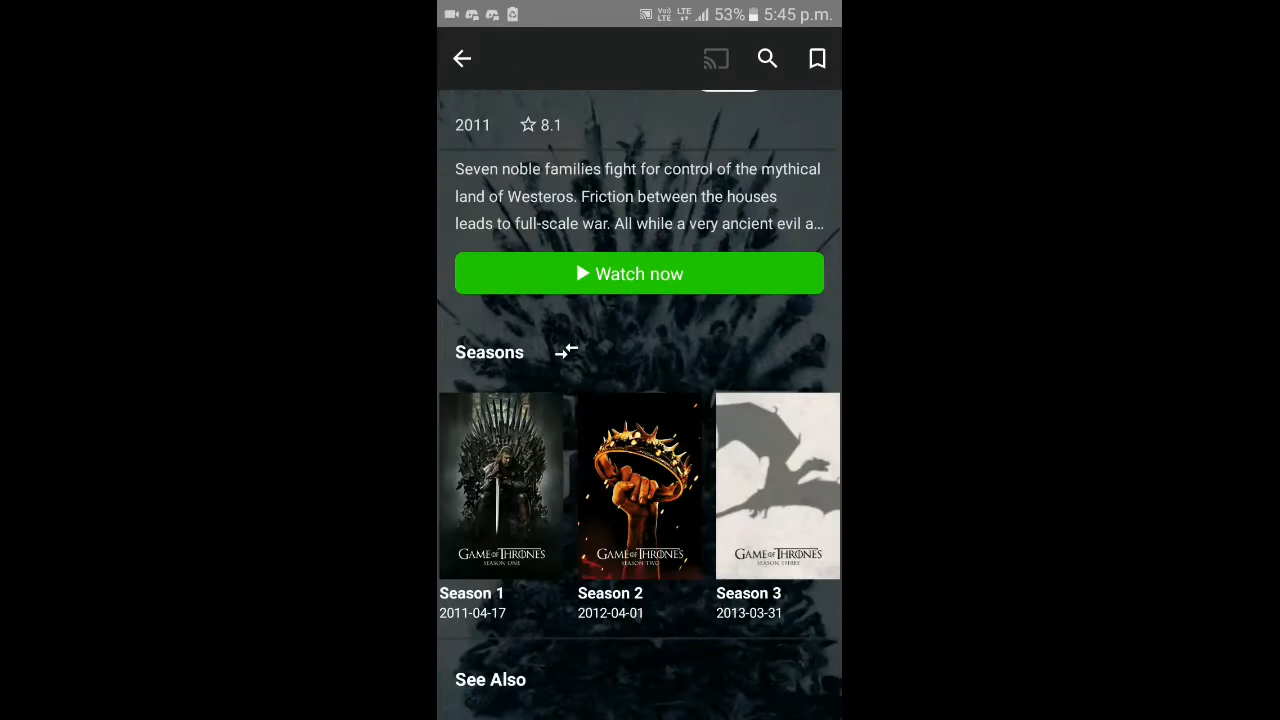 Vo))
LTE LTE 53% 5:45 p.m.
2011 8.1
Seven noble families fight for control of the mythical
land of Westeros. Friction between the houses
leads to full-scale war. All while a very ancient evil a...
Watch now
Seasons
GAME OF THRONES
SEASON ONE
GAME OF THRONES
SEASON TWO
GAME OF THRONES
SEASON THREE
Season 1
2011-04-17
Season 2
2012-04-01
Season 3
2013-03-31
See Also